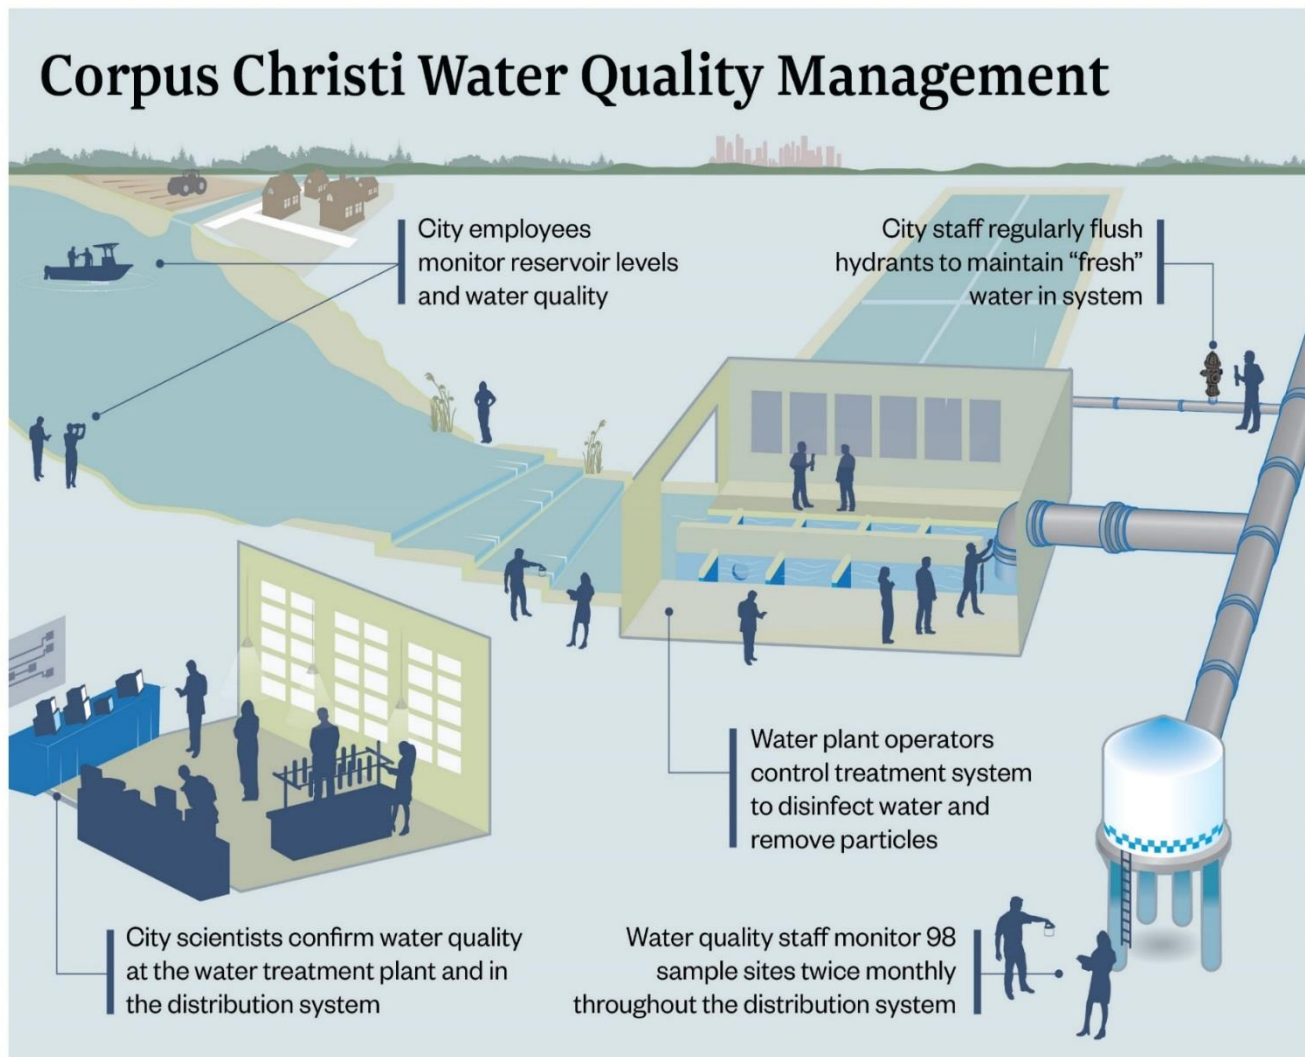 Corpus Christi Water Quality Management
City employees
monitor reservoir levels
and water quality
City staff regularly flush
hydrants to maintain “fresh”
water in system
Water plant operators
control treatment system
to disinfect water and
remove particles
City scientists confirm water quality
at the water treatment plant and in
the distribution system
Water quality staff monitor 98
sample sites twice monthly
throughout the distribution system